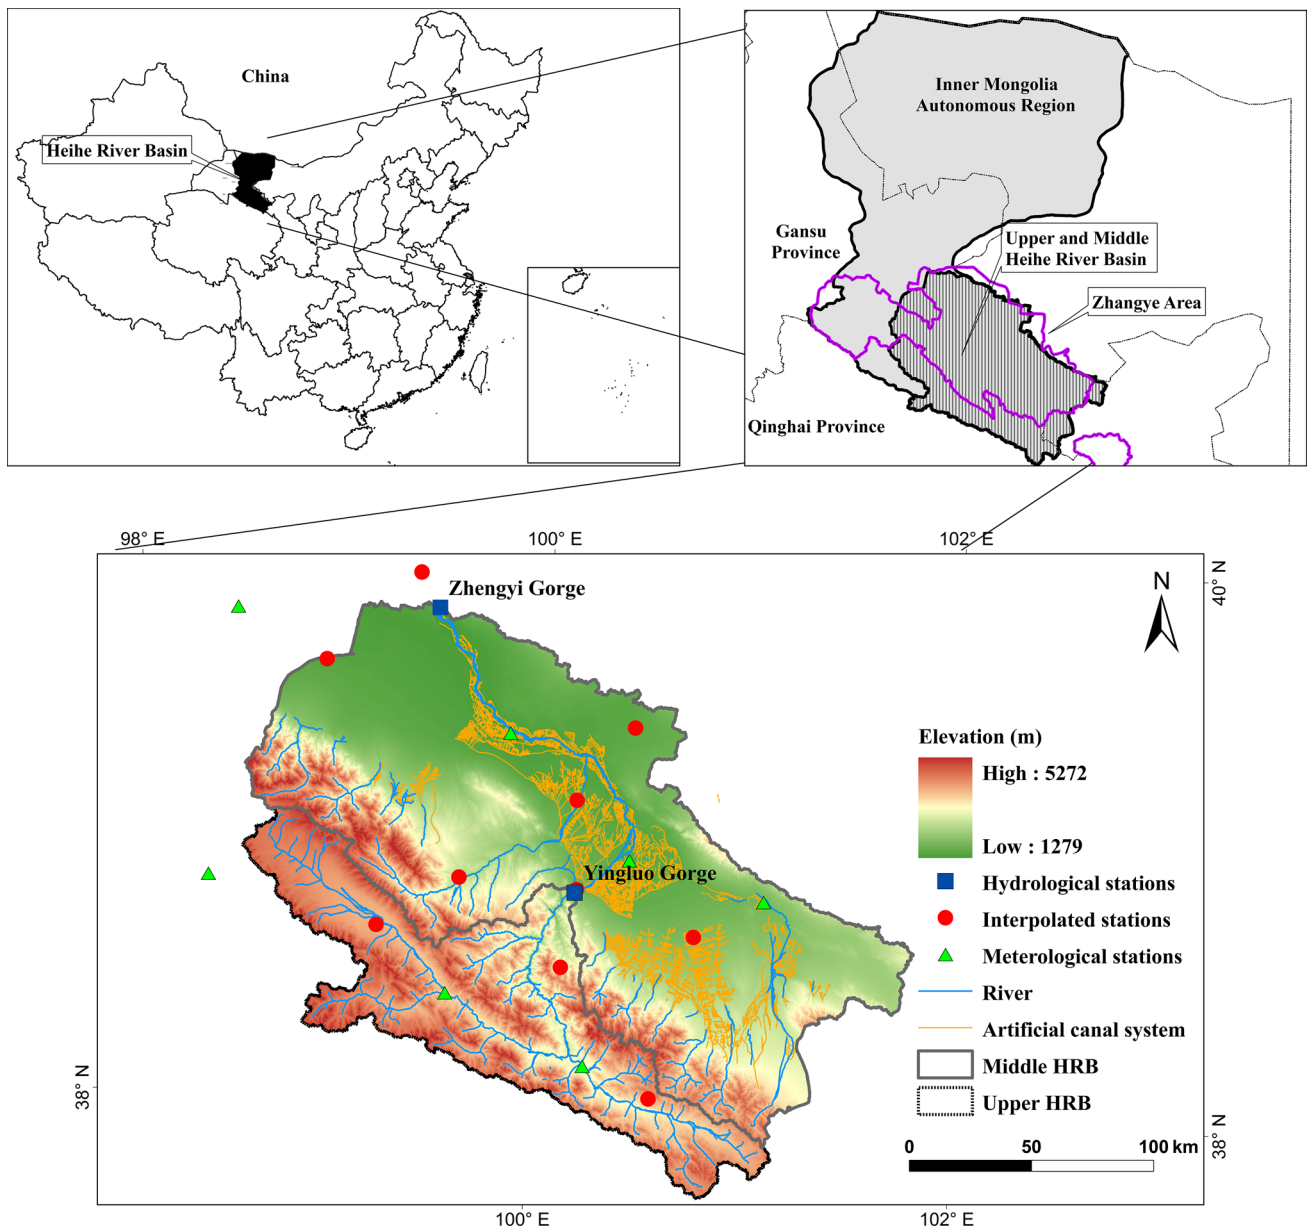 China
Heihe River Basin
Inner Mongolia
Autonomous Region
Gansu
Province
Upper and Middle
Heihe River Basin
Zhangye Area
Qinghai Province
98° E
100° E
102° E
40° N
N
Zhengyi Gorge
Yingluo Gorge
Elevation (m)
High : 5272
Low : 1279
Hydrological stations
Interpolated stations
Meterological stations
River
Artificial canal system
Middle HRB
Upper HRB
0 50 100 km
38° N
38° N
100° E
102° E